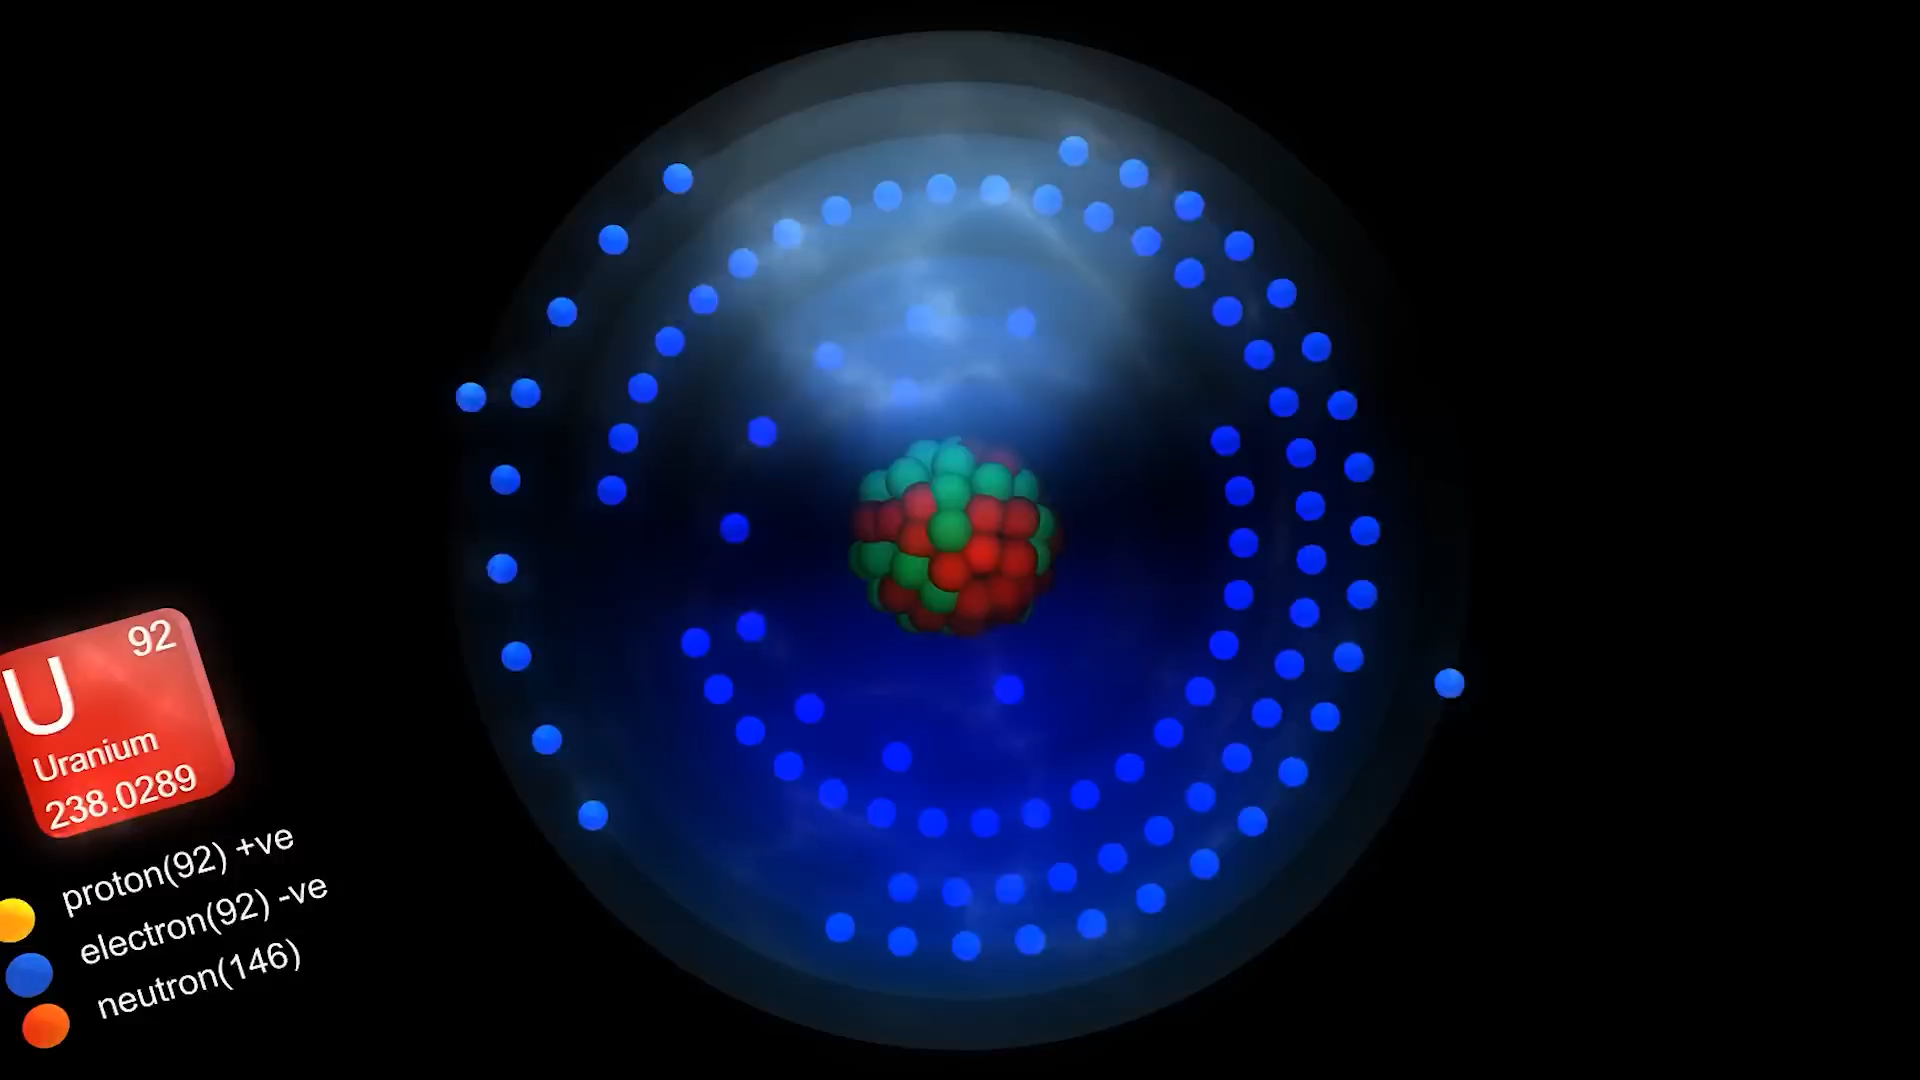 92
U
Uranium
238.0289
proton(92) +ve
electron(92) -ve
neutron(146)